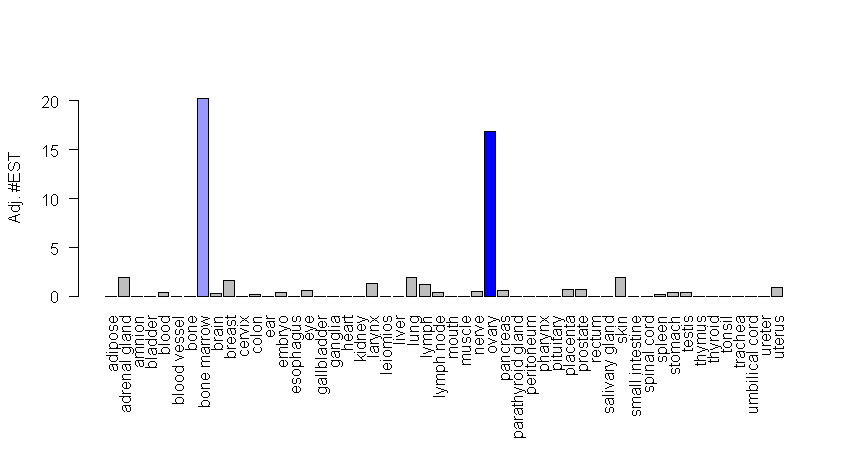 Adj. #EST
20
15
10
5
0
adipose
adrenal gland
amnion
bladder
blood
blood vessel
bone
bone marrow
brain
breast
cervix
colon
ear
embryo
esophagus
eye
gallbladder
ganglia
heart
kidney
larynx
leiomios
liver
lung
lymph
lymph node
mouth
muscle
nerve
ovary
pancreas
parathyroid gland
peritoneum
pharynx
pituitary
placenta
prostate
rectum
salivary gland
skin
small intestine
spinal cord
spleen
stomach
testis
thymus
thyroid
tonsil
trachea
umbilical cord
ureter
uterus